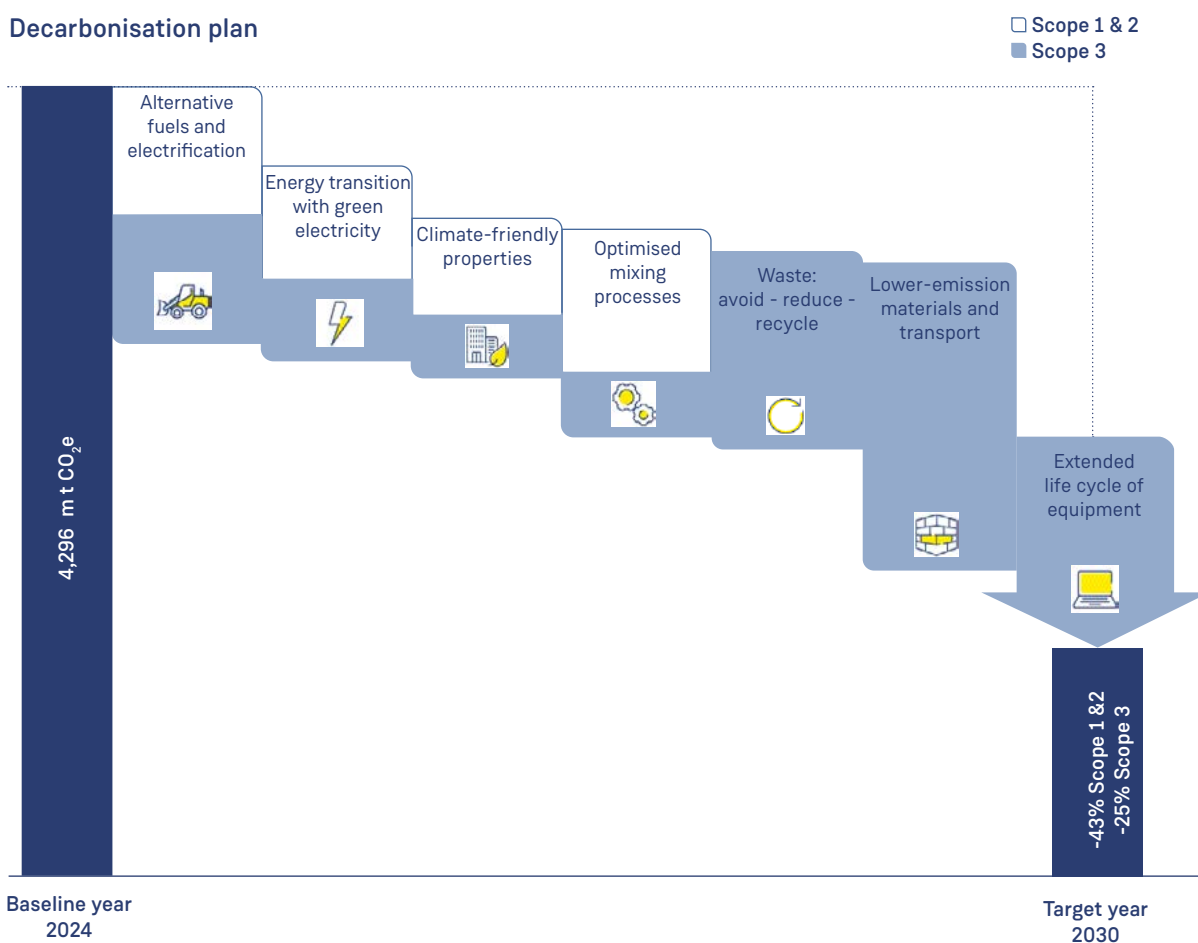 Decarbonisation plan
Scope 1 & 2
Scope 3
Alternative
fuels and
electrification
Energy transition
with green
electricity
Climate-friendly
properties
Optimised
mixing
processes
Waste:
avoid - reduce -
recycle
Lower-emission
materials and
transport
Extended
life cycle of
equipment
4,296 m t CO₂e
-43% Scope 1 &2
-25% Scope 3
Baseline year
2024
Target year
2030